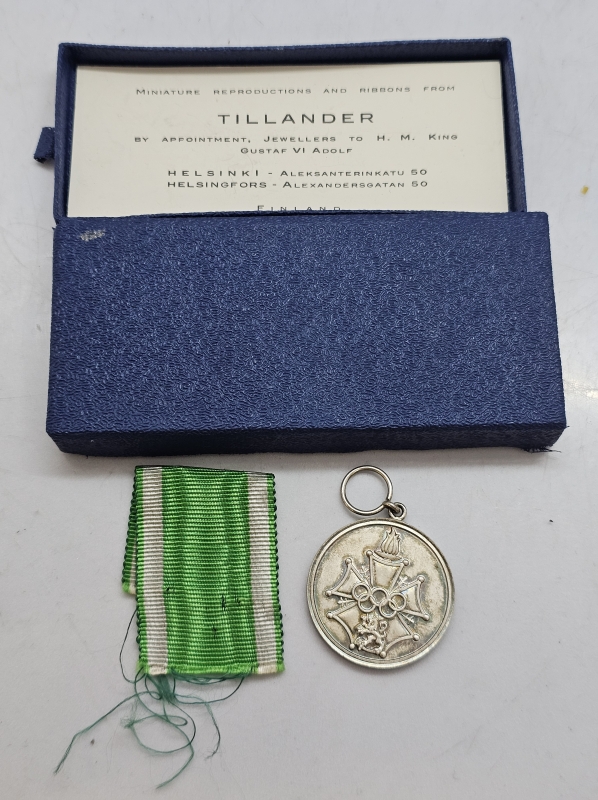 MINIATURE REPRODUCTIONS AND RIBBONS FROM
TILLANDER
BY APPOINTMENT, JEWELLERS TO H. M. KING
GUSTAF VI ADOLF
HELSINKI - ALEKSANTERINKATU 50
HELSINGFORS - ALEXANDERSGATAN 50
FINLAND